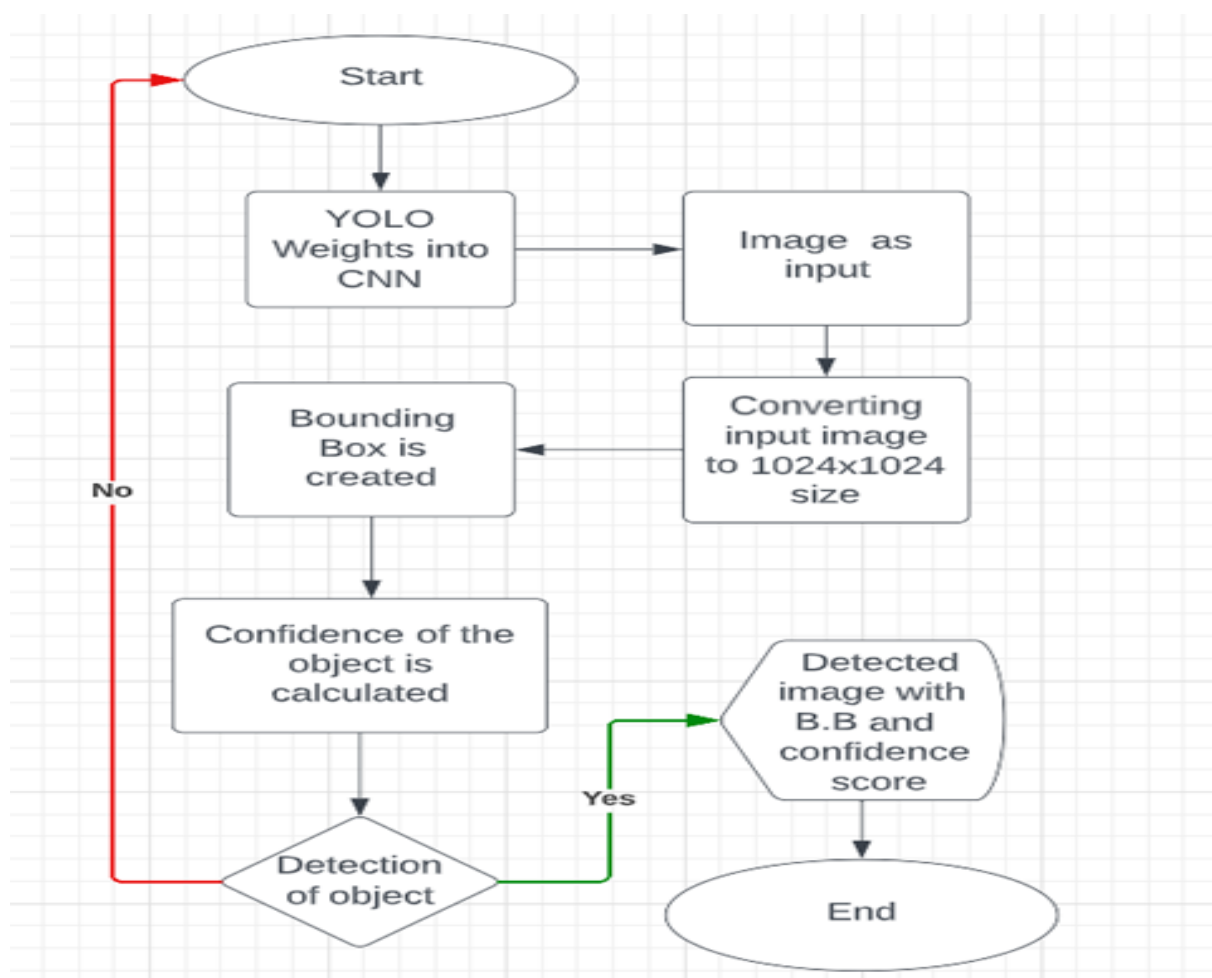 Start
YOLO
Weights into
CNN
Image as
input
Converting
input image
to 1024x1024
size
Bounding
Box is
created
No
Confidence of the
object is
calculated
Detection
of object
Yes
Detected
image with
B.B and
confidence
score
End